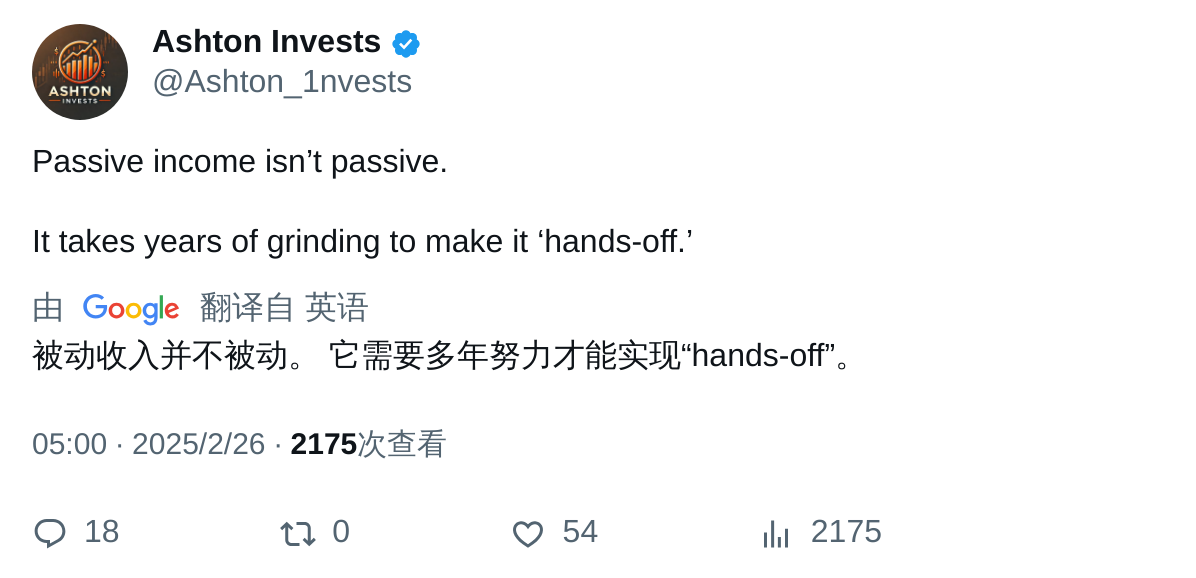 Ashton Invests
@Ashton_1nvests
ASHTON
INVESTS
Passive income isn’t passive.
It takes years of grinding to make it ‘hands-off.’
由 Google 翻译自 英语
被动收入并不被动。 它需要多年努力才能实现“hands-off”。
05:00 · 2025/2/26 · 2175次查看
18 0 54 2175